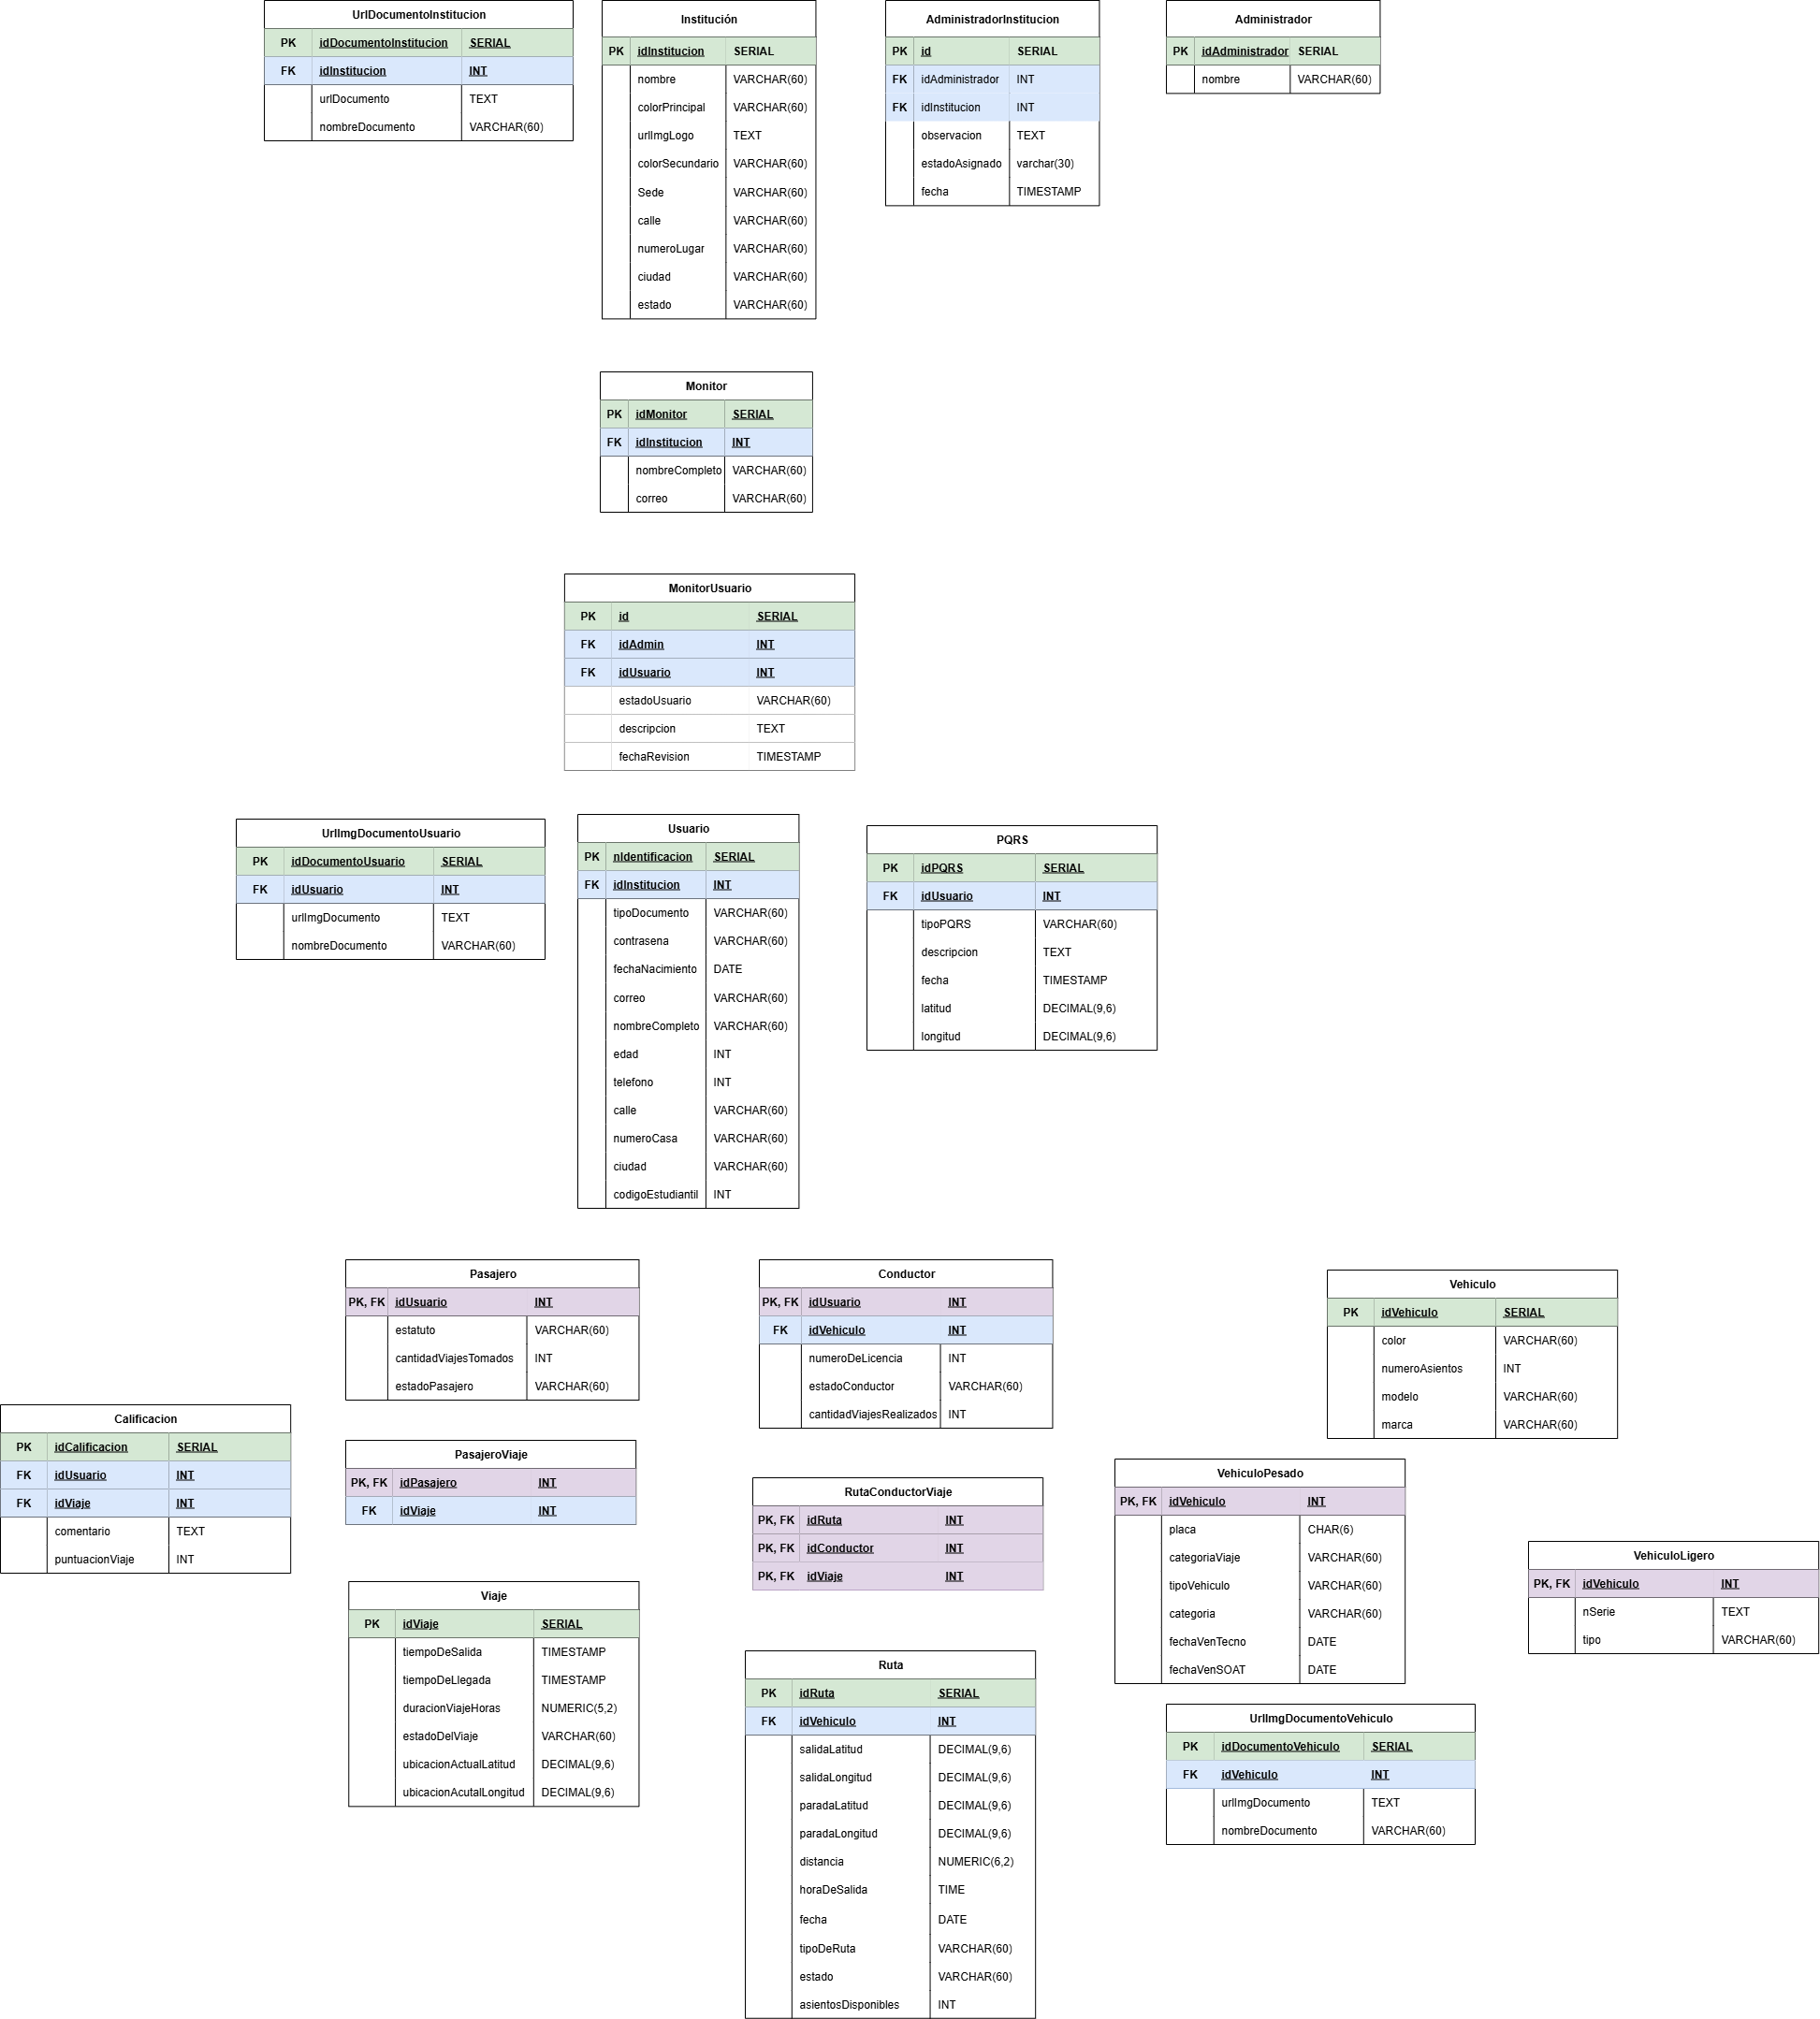 UrlDocumentoInstitucion
PK idDocumentoInstitucion SERIAL
FK idInstitucion INT
urlDocumento TEXT
nombreDocumento VARCHAR(60)
Institución
PK idInstitucion SERIAL
nombre VARCHAR(60)
colorPrincipal VARCHAR(60)
urlImgLogo TEXT
colorSecundario VARCHAR(60)
Sede VARCHAR(60)
calle VARCHAR(60)
numeroLugar VARCHAR(60)
ciudad VARCHAR(60)
estado VARCHAR(60)
AdministradorInstitucion
PK id SERIAL
FK idAdministrador INT
FK idInstitucion INT
observacion TEXT
estadoAsignado varchar(30)
fecha TIMESTAMP
Administrador
PK idAdministrador SERIAL
nombre VARCHAR(60)
Monitor
PK idMonitor SERIAL
FK idInstitucion INT
nombreCompleto VARCHAR(60)
correo VARCHAR(60)
MonitorUsuario
PK id SERIAL
FK idAdmin INT
FK idUsuario INT
estadoUsuario VARCHAR(60)
descripcion TEXT
fechaRevision TIMESTAMP
UrlImgDocumentoUsuario
PK idDocumentoUsuario SERIAL
FK idUsuario INT
urlImgDocumento TEXT
nombreDocumento VARCHAR(60)
Usuario
PK nIdentificacion SERIAL
FK idInstitucion INT
tipoDocumento VARCHAR(60)
contrasena VARCHAR(60)
fechaNacimiento DATE
correo VARCHAR(60)
nombreCompleto VARCHAR(60)
edad INT
telefono INT
calle VARCHAR(60)
numeroCasa VARCHAR(60)
ciudad VARCHAR(60)
codigoEstudiantil INT
PQRS
PK idPQRS SERIAL
FK idUsuario INT
tipoPQRS VARCHAR(60)
descripcion TEXT
fecha TIMESTAMP
latitud DECIMAL(9,6)
longitud DECIMAL(9,6)
Pasajero
PK, FK idUsuario INT
estatuto VARCHAR(60)
cantidadViajesTomados INT
estadoPasajero VARCHAR(60)
Conductor
PK, FK idUsuario INT
FK idVehiculo INT
numeroDeLicencia INT
estadoConductor VARCHAR(60)
cantidadViajesRealizados INT
Vehiculo
PK idVehiculo SERIAL
color VARCHAR(60)
numeroAsientos INT
modelo VARCHAR(60)
marca VARCHAR(60)
Calificacion
PK idCalificacion SERIAL
FK idUsuario INT
FK idViaje INT
comentario TEXT
puntuacionViaje INT
PasajeroViaje
PK, FK idPasajero INT
FK idViaje INT
RutaConductorViaje
PK, FK idRuta INT
PK, FK idConductor INT
PK, FK idViaje INT
VehiculoPesado
PK, FK idVehiculo INT
placa CHAR(6)
categoriaViaje VARCHAR(60)
tipoVehiculo VARCHAR(60)
categoria VARCHAR(60)
fechaVenTecno DATE
fechaVenSOAT DATE
VehiculoLigero
PK, FK idVehiculo INT
nSerie TEXT
tipo VARCHAR(60)
Viaje
PK idViaje SERIAL
tiempoDeSalida TIMESTAMP
tiempoDeLlegada TIMESTAMP
duracionViajeHoras NUMERIC(5,2)
estadoDelViaje VARCHAR(60)
ubicacionActualLatitud DECIMAL(9,6)
ubicacionAcutalLongitud DECIMAL(9,6)
Ruta
PK idRuta SERIAL
FK idVehiculo INT
salidaLatitud DECIMAL(9,6)
salidaLongitud DECIMAL(9,6)
paradaLatitud DECIMAL(9,6)
paradaLongitud DECIMAL(9,6)
distancia NUMERIC(6,2)
horaDeSalida TIME
fecha DATE
tipoDeRuta VARCHAR(60)
estado VARCHAR(60)
asientosDisponibles INT
UrlImgDocumentoVehiculo
PK idDocumentoVehiculo SERIAL
FK idVehiculo INT
urlImgDocumento TEXT
nombreDocumento VARCHAR(60)